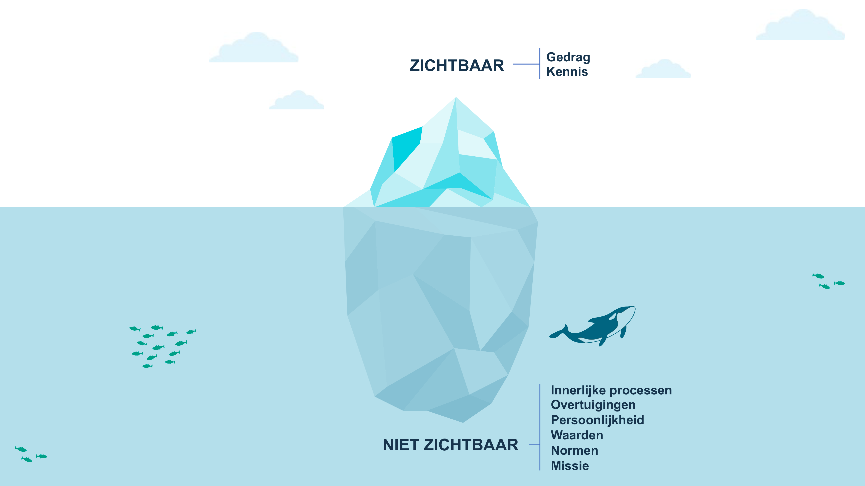 ZICHTBAAR
Gedrag
Kennis
NIET ZICHTBAAR
Innerlijke processen
Overtuigingen
Persoonlijkheid
Waarden
Normen
Missie